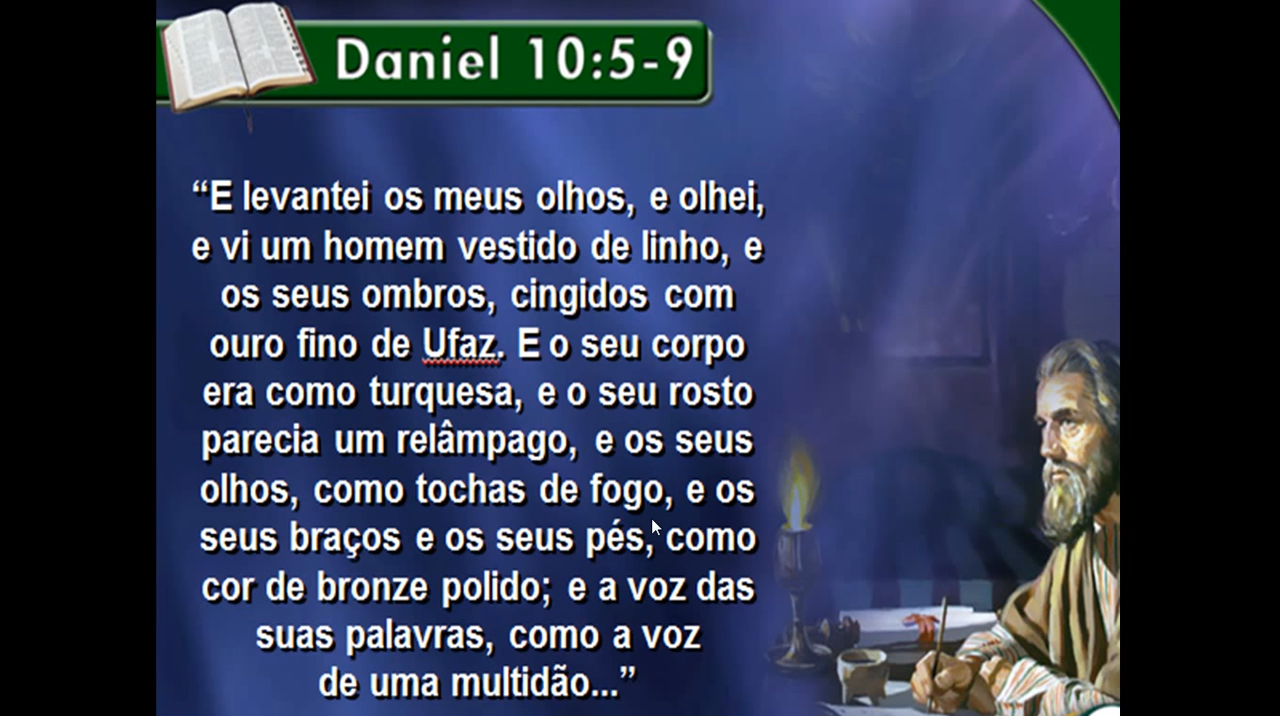 Daniel 10:5-9
“E levantei os meus olhos, e olhei,
e vi um homem vestido de linho, e
os seus ombros, cingidos com
ouro fino de Ufaz. E o seu corpo
era como turquesa, e o seu rosto
parecia um relâmpago, e os seus
olhos, como tochas de fogo, e os
seus braços e os seus pés, como
cor de bronze polido; e a voz das
suas palavras, como a voz
de uma multidão...”